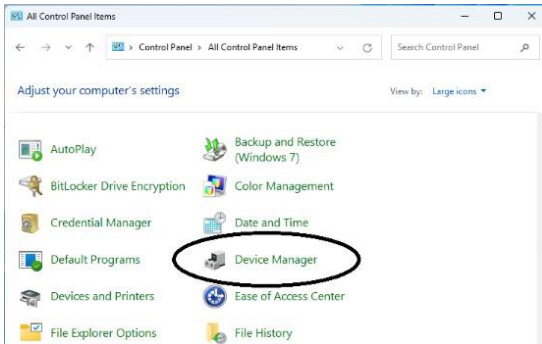 All Control Panel Items
Control Panel > All Control Panel Items
Search Control Panel
Adjust your computer's settings
View by: Large icons
AutoPlay
Backup and Restore
(Windows 7)
BitLocker Drive Encryption
Color Management
Credential Manager
Date and Time
Default Programs
Device Manager
Devices and Printers
Ease of Access Center
File Explorer Options
File History